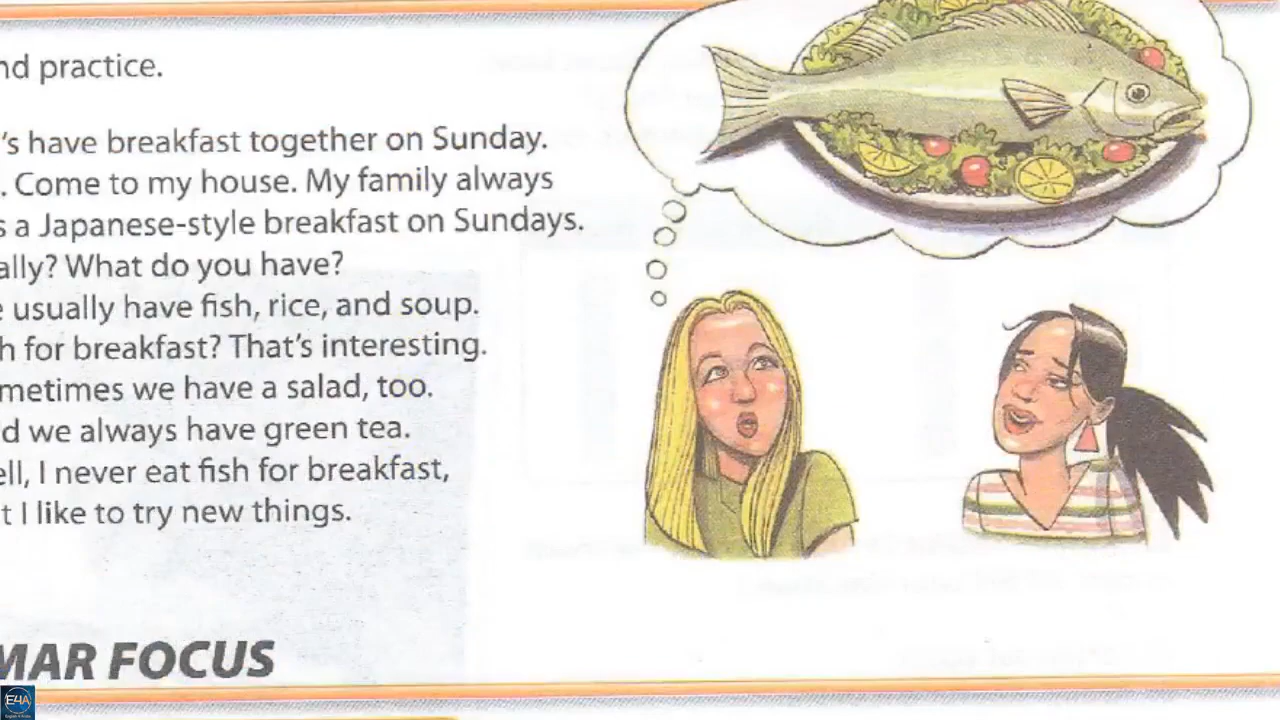 nd practice.
's have breakfast together on Sunday.
. Come to my house. My family always
s a Japanese-style breakfast on Sundays.
ally? What do you have?
e usually have fish, rice, and soup.
h for breakfast? That's interesting.
ometimes we have a salad, too.
d we always have green tea.
ell, I never eat fish for breakfast,
t I like to try new things.
MAR FOCUS
E4A